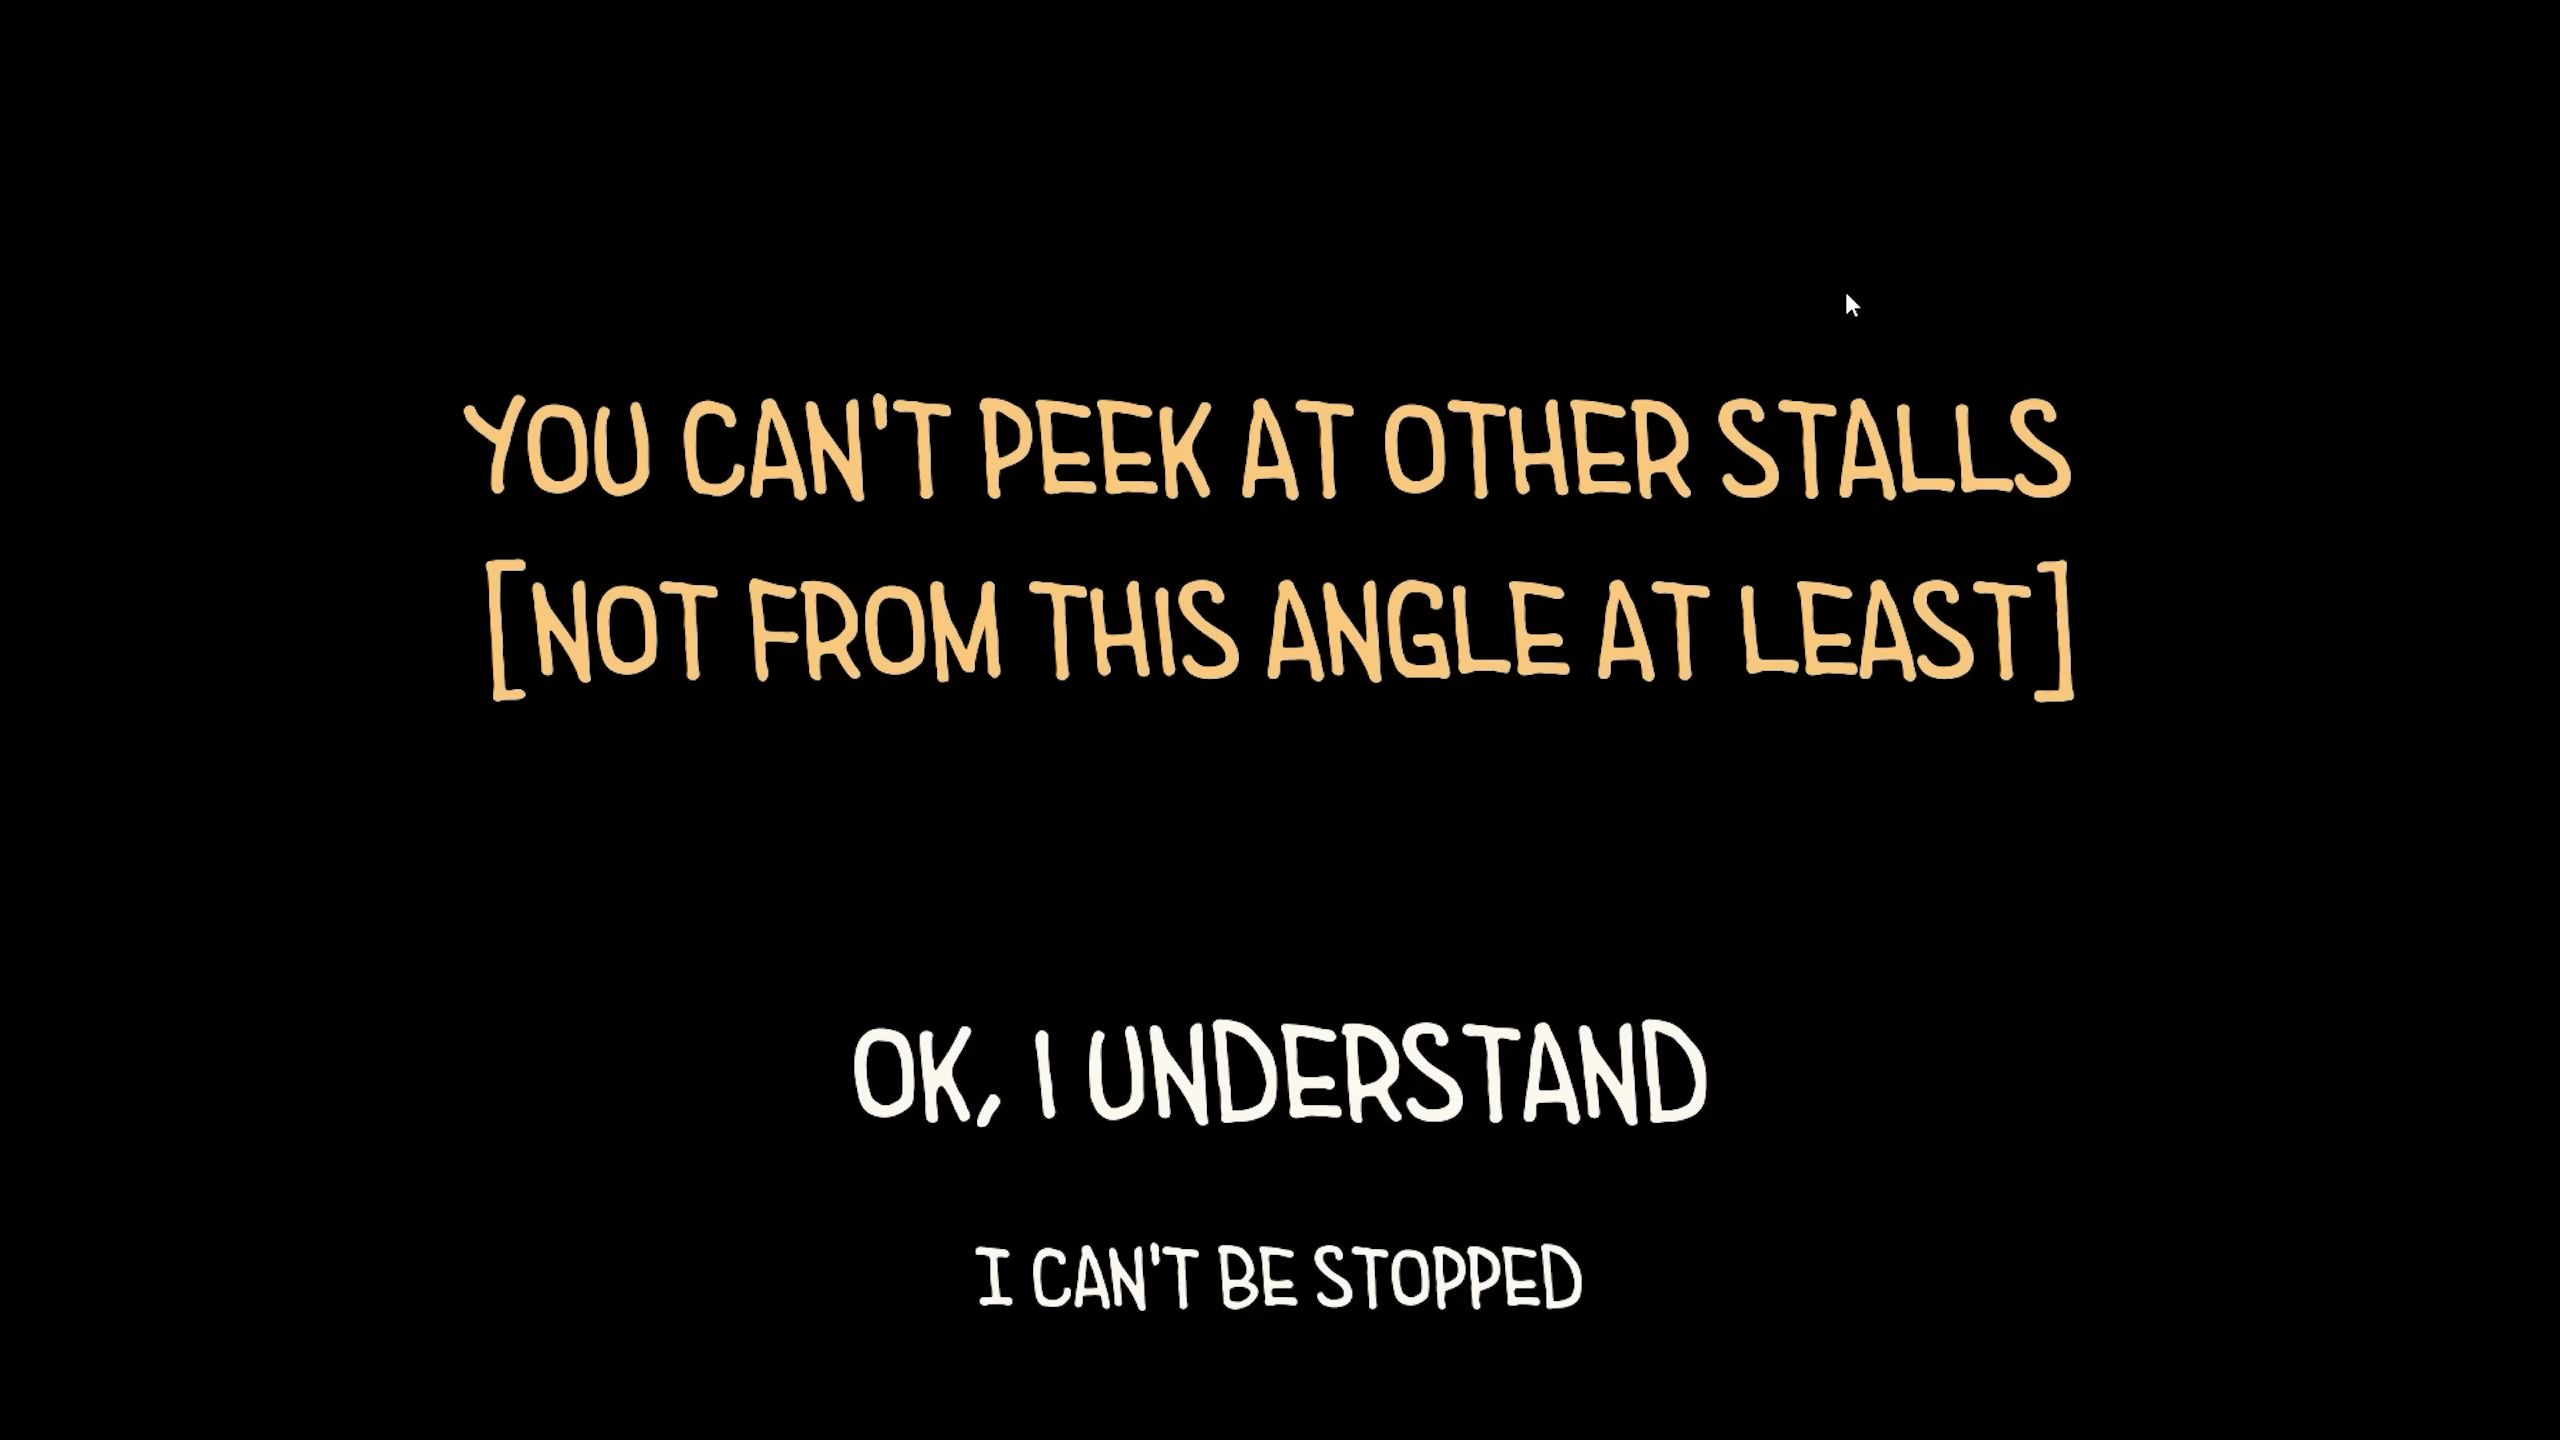 YOU CAN'T PEEK AT OTHER STALLS
[NOT FROM THIS ANGLE AT LEAST]
OK, I UNDERSTAND
I CAN'T BE STOPPED